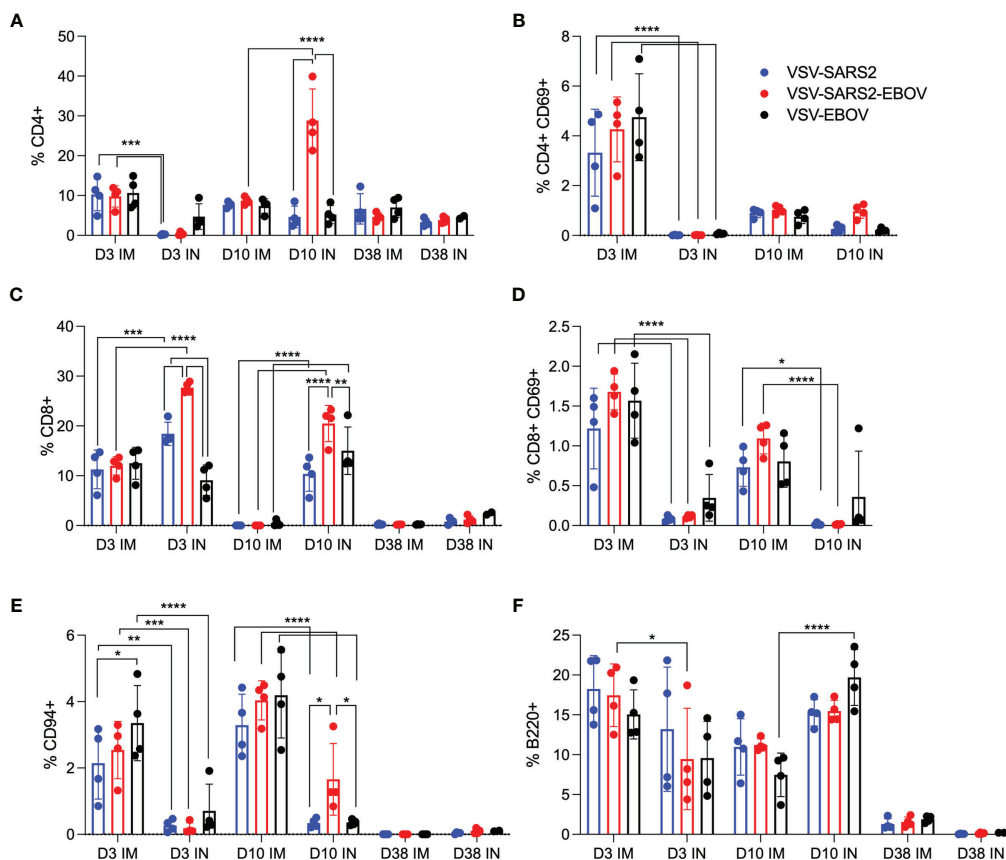 A
% CD4+
50
40
30
20
10
0
***
****
D3 IM D3 IN D10 IM D10 IN D38 IM D38 IN
B
% CD4+ CD69+
8
6
4
2
0
****
D3 IM D3 IN D10 IM D10 IN
VSV-SARS2
VSV-SARS2-EBOV
VSV-EBOV
C
% CD8+
40
30
20
10
0
***
****
****
**** **
D3 IM D3 IN D10 IM D10 IN D38 IM D38 IN
D
% CD8+ CD69+
2.5
2.0
1.5
1.0
0.5
0.0
****
*
****
D3 IM D3 IN D10 IM D10 IN
E
% CD94+
6
4
2
0
****
***
**
*
****
* *
D3 IM D3 IN D10 IM D10 IN D38 IM D38 IN
F
% B220+
25
20
15
10
5
0
*
****
D3 IM D3 IN D10 IM D10 IN D38 IM D38 IN